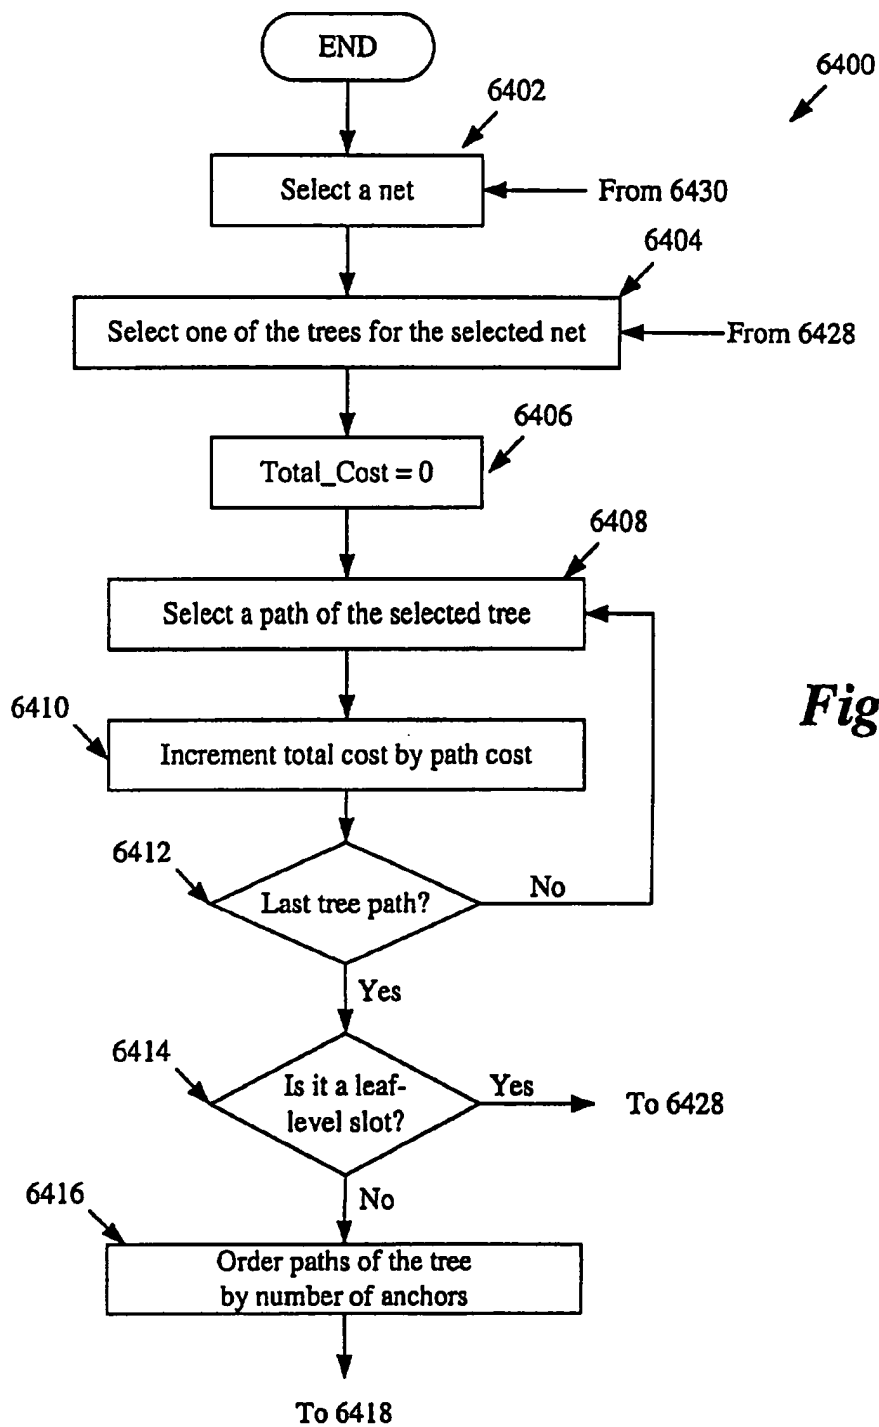 END
6400
6402
Select a net
From 6430
6404
Select one of the trees for the selected net
From 6428
6406
Total_Cost = 0
6408
Select a path of the selected tree
Fig
6410
Increment total cost by path cost
6412
Last tree path?
No
Yes
6414
Is it a leaf-
level slot?
Yes
To 6428
No
6416
Order paths of the tree
by number of anchors
To 6418